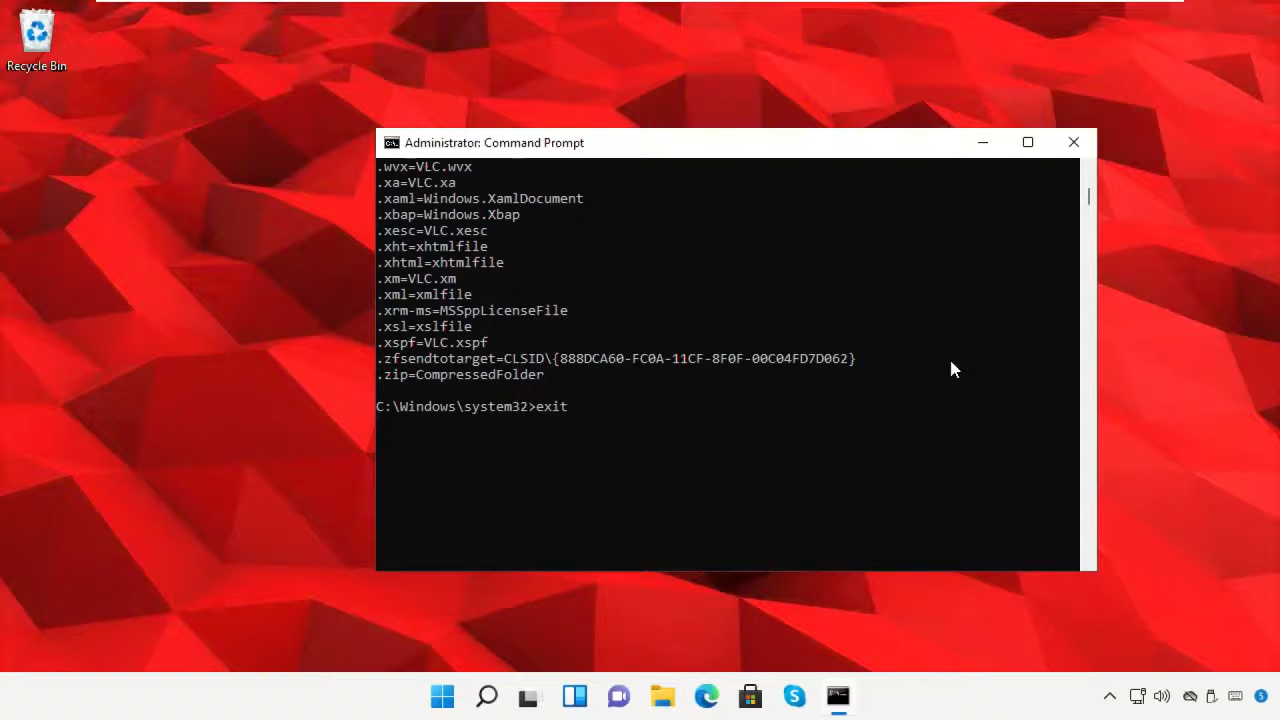 Recycle Bin
Administrator: Command Prompt
.wvx=VLC.wvx
.xa=VLC.xa
.xaml=Windows.XamlDocument
.xbap=Windows.Xbap
.xesc=VLC.xesc
.xht=xhtmlfile
.xhtml=xhtmlfile
.xm=VLC.xm
.xml=xmlfile
.xrm-ms=MSSppLicenseFile
.xsl=xslfile
.xspf=VLC.xspf
.zfsendtotarget=CLSID\{888DCA60-FC0A-11CF-8F0F-00C04FD7D062}
.zip=CompressedFolder
C:\Windows\system32>exit
5